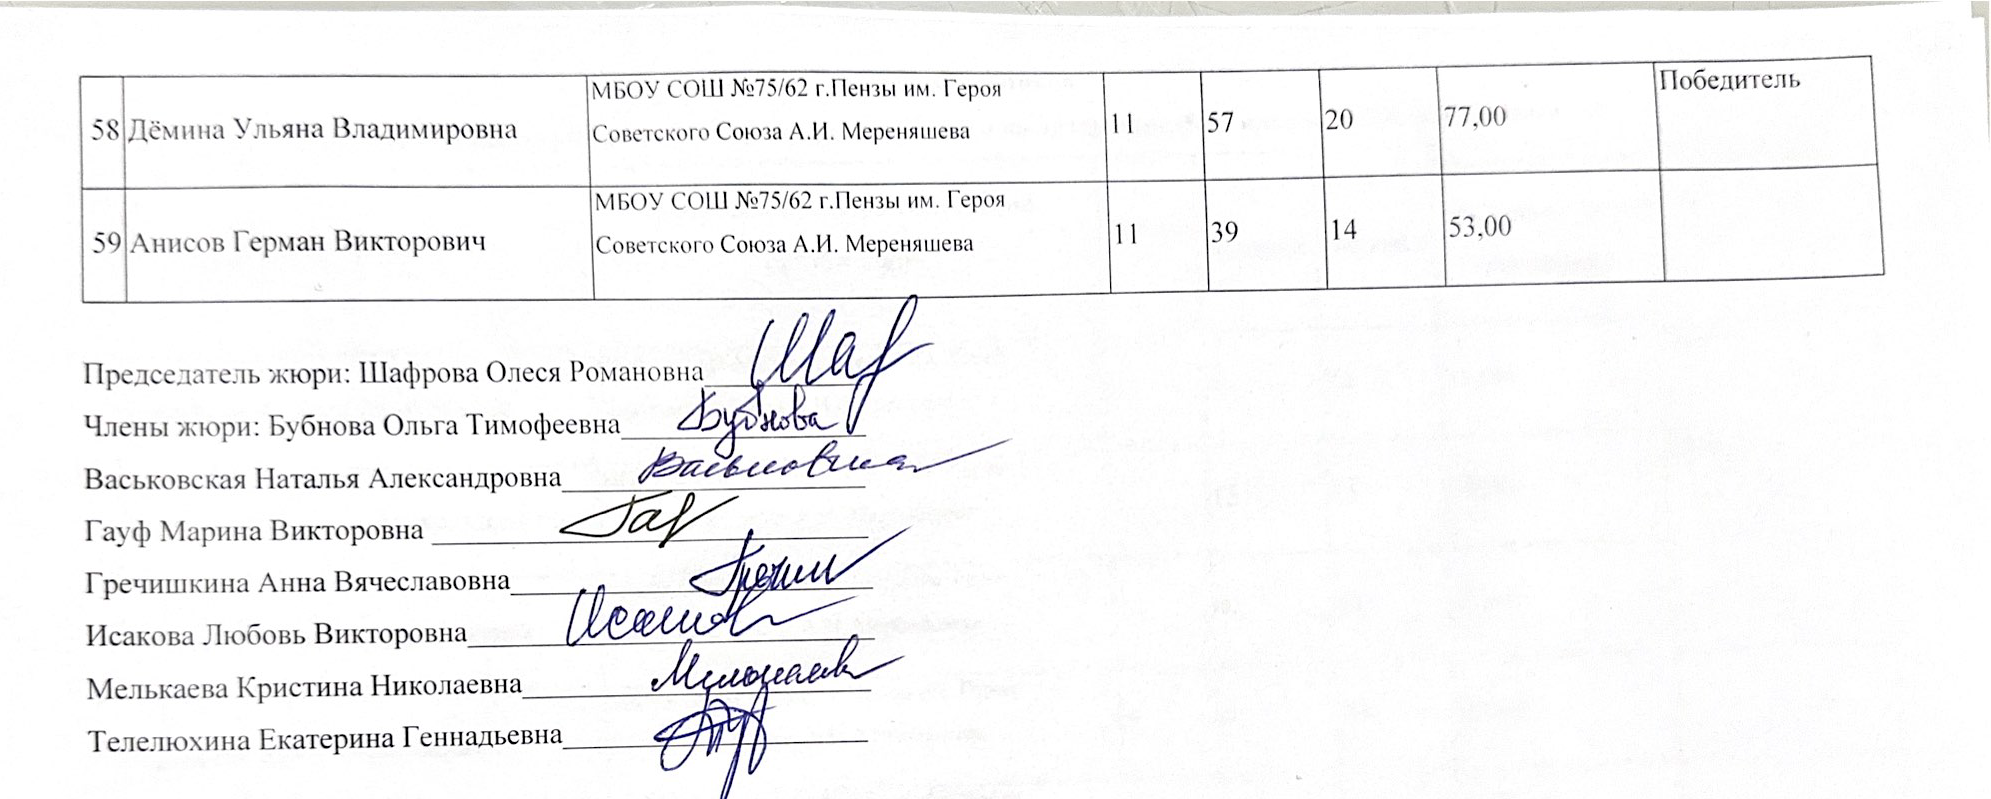 МБОУ СОШ №75/62 г.Пензы им. Героя Победитель
58 Дёмина Ульяна Владимировна Советского Союза А.И. Мереняшева 11 57 20 77,00
МБОУ СОШ №75/62 г.Пензы им. Героя
59 Анисов Герман Викторович Советского Союза А.И. Мереняшева 11 39 14 53,00
Председатель жюри: Шафрова Олеся Романовна Шаф
Члены жюри: Бубнова Ольга Тимофеевна Бубнова
Васьковская Наталья Александровна Васьковская
Гауф Марина Викторовна Гауф
Гречишкина Анна Вячеславовна
Исакова Любовь Викторовна
Мелькаева Кристина Николаевна
Телелюхина Екатерина Геннадьевна